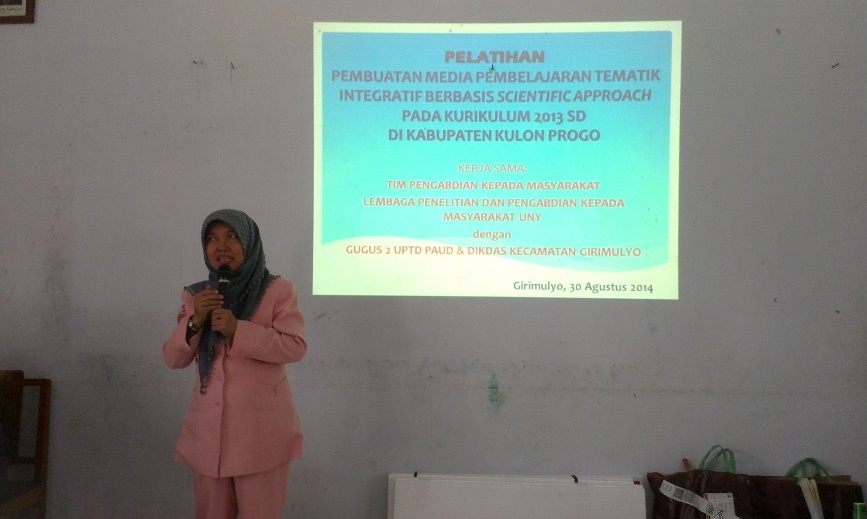 PELATIHAN
PEMBUATAN MEDIA PEMBELAJARAN TEMATIK
INTEGRATIF BERBASIS SCIENTIFIC APPROACH
PADA KURIKULUM 2013 SD
DI KABUPATEN KULON PROGO
KERJA SAMA:
TIM PENGABDIAN KEPADA MASYARAKAT
LEMBAGA PENELITIAN DAN PENGABDIAN KEPADA
MASYARAKAT UNY
dengan
GUGUS 2 UPTD PAUD & DIKDAS KECAMATAN GIRIMULYO
Girimulyo, 30 Agustus 2014